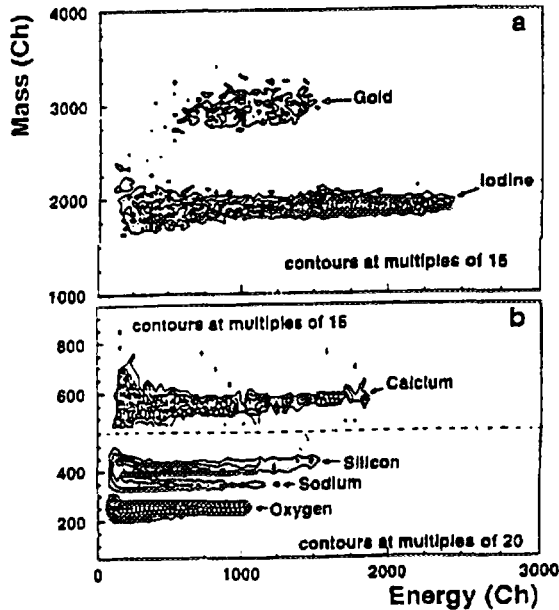 Mass (Ch)
4000
3000
2000
1000
a
Gold
Iodine
contours at multiples of 15
b
contours at multiples of 15
800
600
400
200
Calcium
Silicon
Sodium
Oxygen
contours at multiples of 20
0
1000
2000
3000
Energy (Ch)